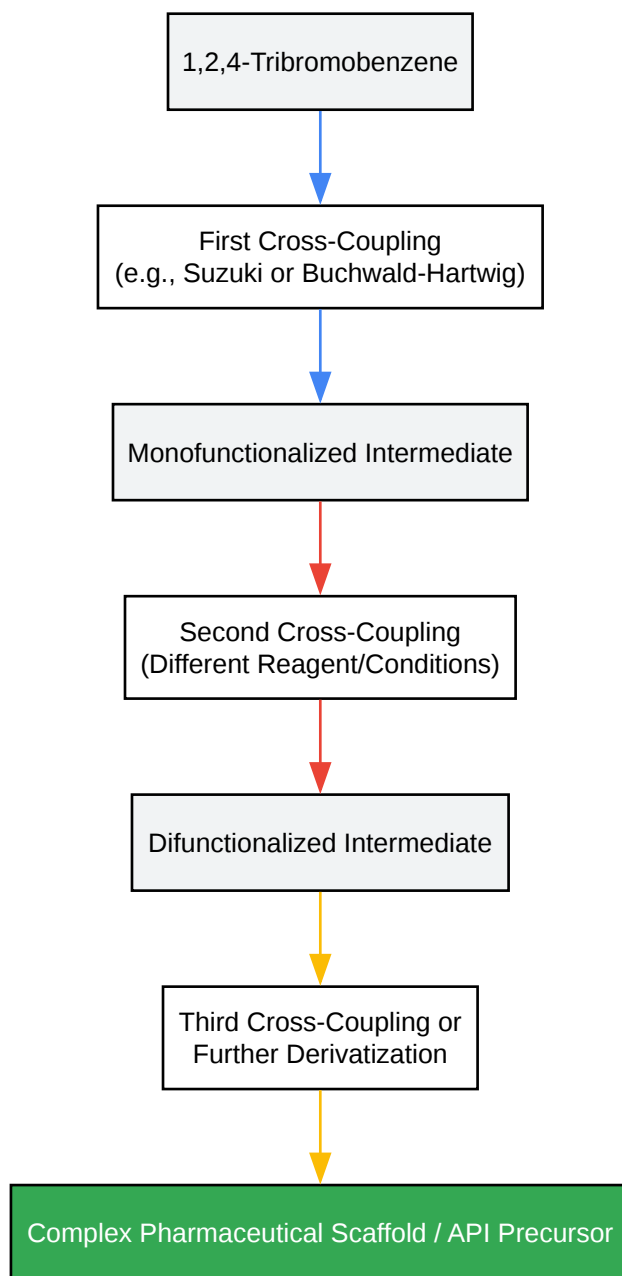 1,2,4-Tribromobenzene
First Cross-Coupling
(e.g., Suzuki or Buchwald-Hartwig)
Monofunctionalized Intermediate
Second Cross-Coupling
(Different Reagent/Conditions)
Difunctionalized Intermediate
Third Cross-Coupling or
Further Derivatization
Complex Pharmaceutical Scaffold / API Precursor